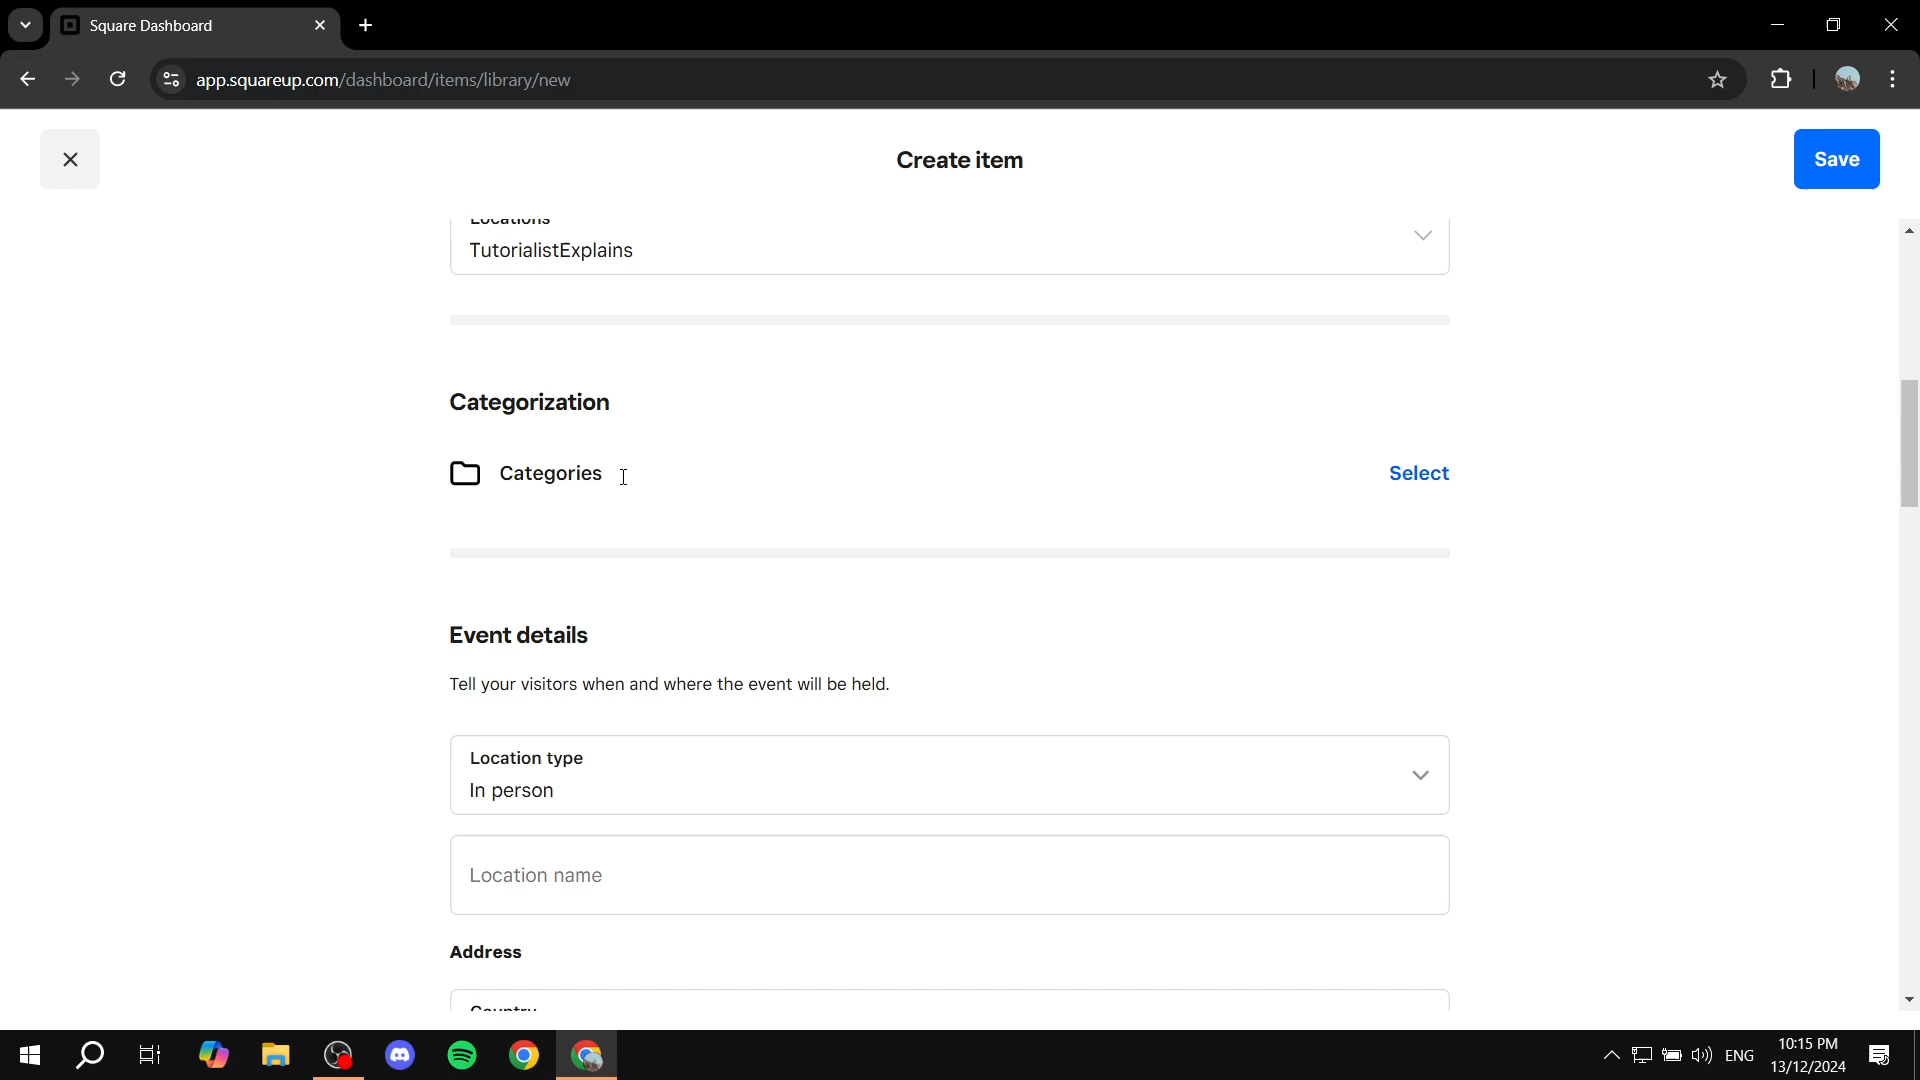 Square Dashboard
app.squareup.com/dashboard/items/library/new
Create item
Save
Locations
TutorialistExplains
Categorization
Categories
Select
Event details
Tell your visitors when and where the event will be held.
Location type
In person
Location name
Address
Country
ENG
10:15 PM
13/12/2024